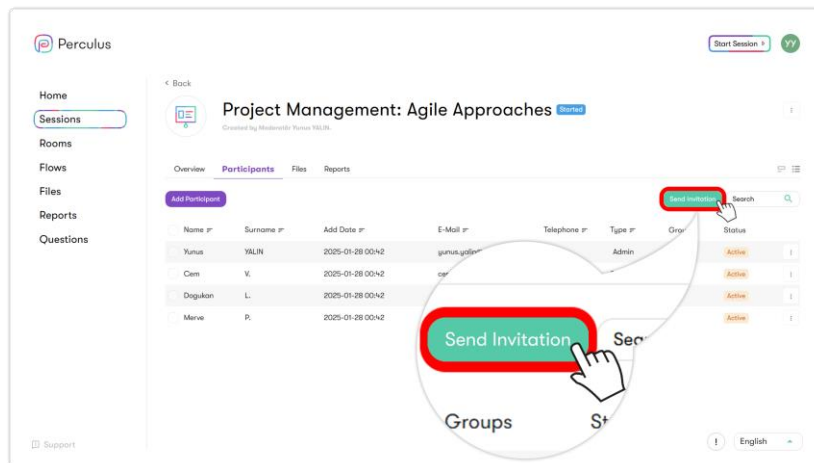 Perculus
Start Session
YY
< Back
Home
Sessions
Rooms
Flows
Files
Reports
Questions
Project Management: Agile Approaches Started
Created by Moderatör Yunus YALIN.
Overview Participants Files Reports
Add Participant
Send Invitation Search
Name Surname Add Date E-Mail Telephone Type Status
Yunus YALIN 2025-01-28 00:42 Admin Active
Cem V. 2025-01-28 00:42 Active
Dogukan L. 2025-01-28 00:42 Active
Merve P. 2025-01-28 00:42 Active
Send Invitation
Groups
Support
! English